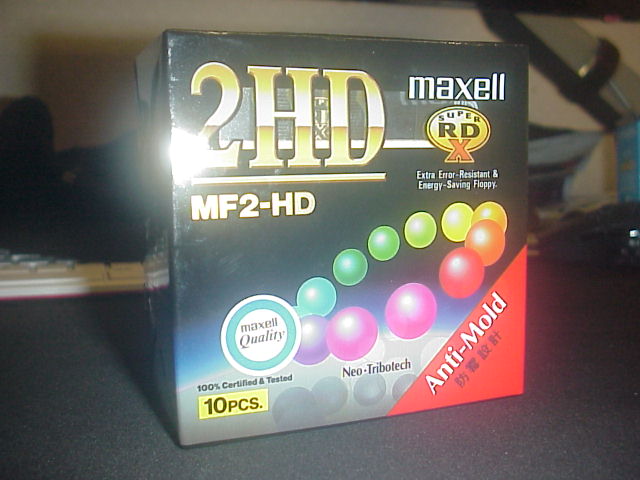 2HD
maxell
SUPER
RD
X
Extra Error-Resistant &
Energy-Saving Floppy.
MF2-HD
maxell
Quality
Neo-Tribotech
Anti-Mold
防霉設計
100% Certified & Tested
10PCS.